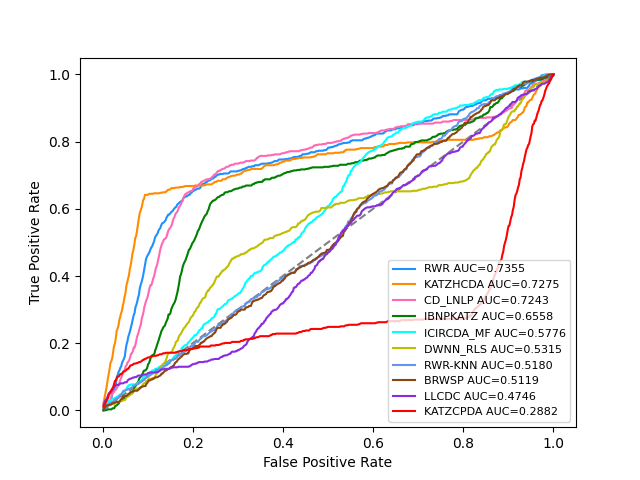 1.0
0.8
0.6
0.4
0.2
0.0
True Positive Rate
RWR AUC=0.7355
KATZHCDA AUC=0.7275
CD_LNLP AUC=0.7243
IBNPKATZ AUC=0.6558
ICIRCDA_MF AUC=0.5776
DWNN_RLS AUC=0.5315
RWR-KNN AUC=0.5180
BRWSP AUC=0.5119
LLCDC AUC=0.4746
KATZCPDA AUC=0.2882
0.0 0.2 0.4 0.6 0.8 1.0
False Positive Rate